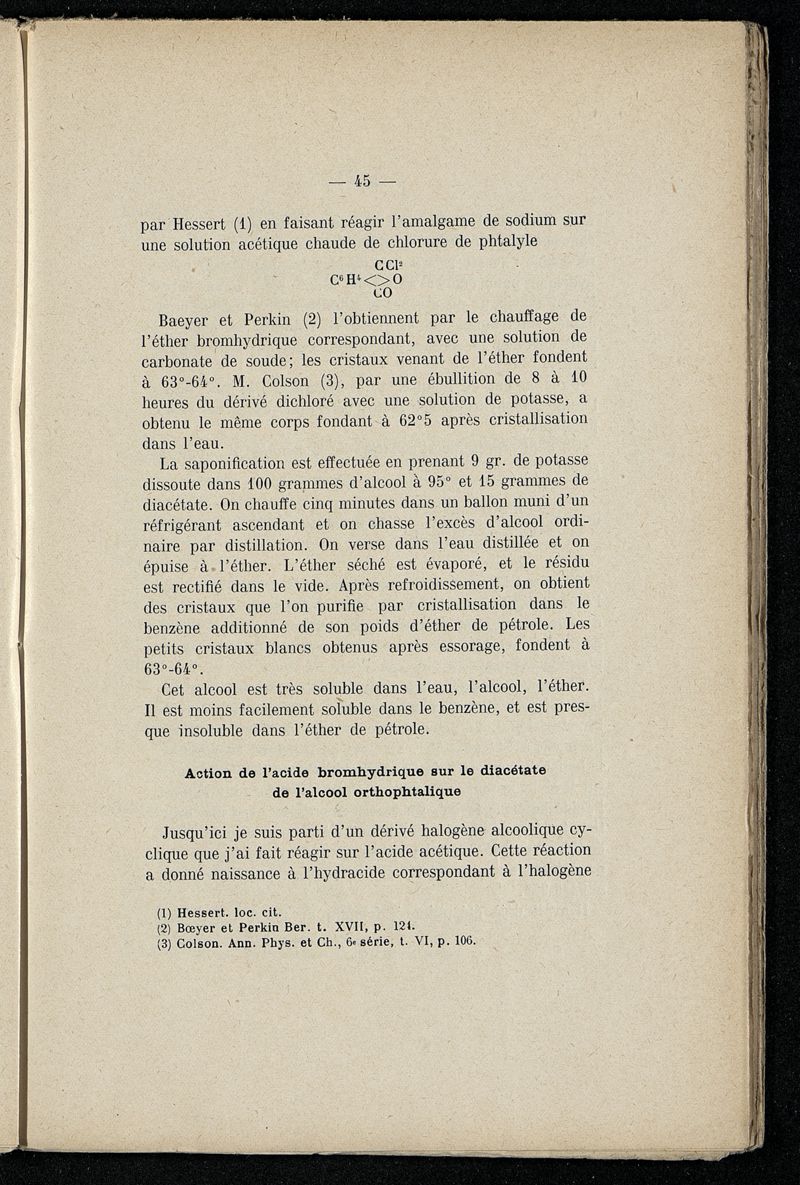 — 45 —
par Hessert (1) en faisant réagir l'amalgame de sodium sur
une solution acétique chaude de chlorure de phtalyle
CCl²
C⁶H⁴<>O
CO
Baeyer et Perkin (2) l'obtiennent par le chauffage de
l'éther bromhydrique correspondant, avec une solution de
carbonate de soude; les cristaux venant de l'éther fondent
à 63°-64°. M. Colson (3), par une ébullition de 8 à 10
heures du dérivé dichloré avec une solution de potasse, a
obtenu le même corps fondant à 62°5 après cristallisation
dans l'eau.
La saponification est effectuée en prenant 9 gr. de potasse
dissoute dans 100 grammes d'alcool à 95° et 15 grammes de
diacétate. On chauffe cinq minutes dans un ballon muni d'un
réfrigérant ascendant et on chasse l'excès d'alcool ordi-
naire par distillation. On verse dans l'eau distillée et on
épuise à l'éther. L'éther séché est évaporé, et le résidu
est rectifié dans le vide. Après refroidissement, on obtient
des cristaux que l'on purifie par cristallisation dans le
benzène additionné de son poids d'éther de pétrole. Les
petits cristaux blancs obtenus après essorage, fondent à
63°-64°.
Cet alcool est très soluble dans l'eau, l'alcool, l'éther.
Il est moins facilement soluble dans le benzène, et est pres-
que insoluble dans l'éther de pétrole.
Action de l'acide bromhydrique sur le diacétate
de l'alcool orthophtalique
Jusqu'ici je suis parti d'un dérivé halogène alcoolique cy-
clique que j'ai fait réagir sur l'acide acétique. Cette réaction
a donné naissance à l'hydracide correspondant à l'halogène
(1) Hessert. loc. cit.
(2) Bœyer et Perkin Ber. t. XVII, p. 121.
(3) Colson. Ann. Phys. et Ch., 6e série, t. VI, p. 106.